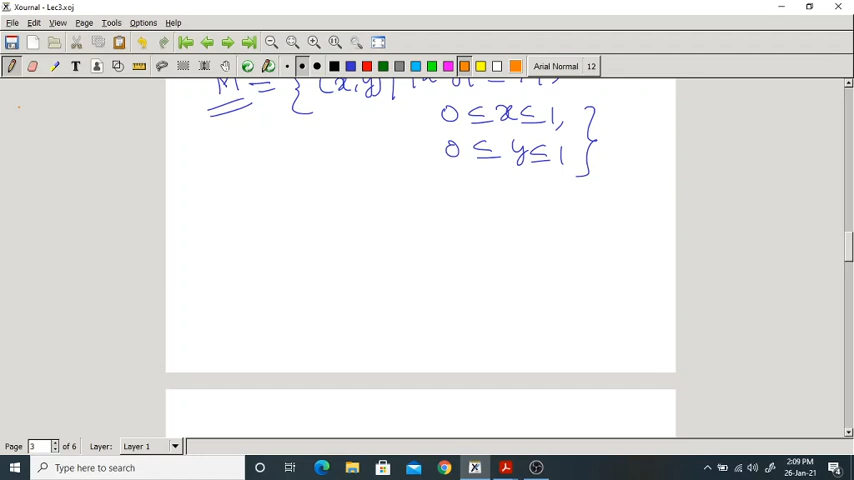 Xournal - Lec3.xoj
File Edit View Page Tools Options Help
Arial Normal 12
M = { (x,y) |
0 ≤ x ≤ 1,
0 ≤ y ≤ 1 }
Page 3 of 6 Layer: Layer 1
Type here to search
2:09 PM
26-Jan-21
4